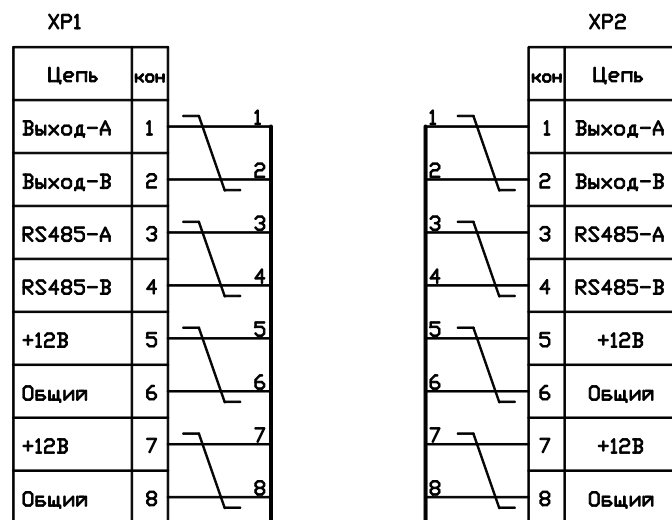 XP1 XP2
Цепь кон кон Цепь
Выход-А 1 1 1 1 Выход-А
Выход-В 2 2 2 2 Выход-В
RS485-А 3 3 3 3 RS485-А
RS485-В 4 4 4 4 RS485-В
+12В 5 5 5 5 +12В
Общий 6 6 6 6 Общий
+12В 7 7 7 7 +12В
Общий 8 8 8 8 Общий